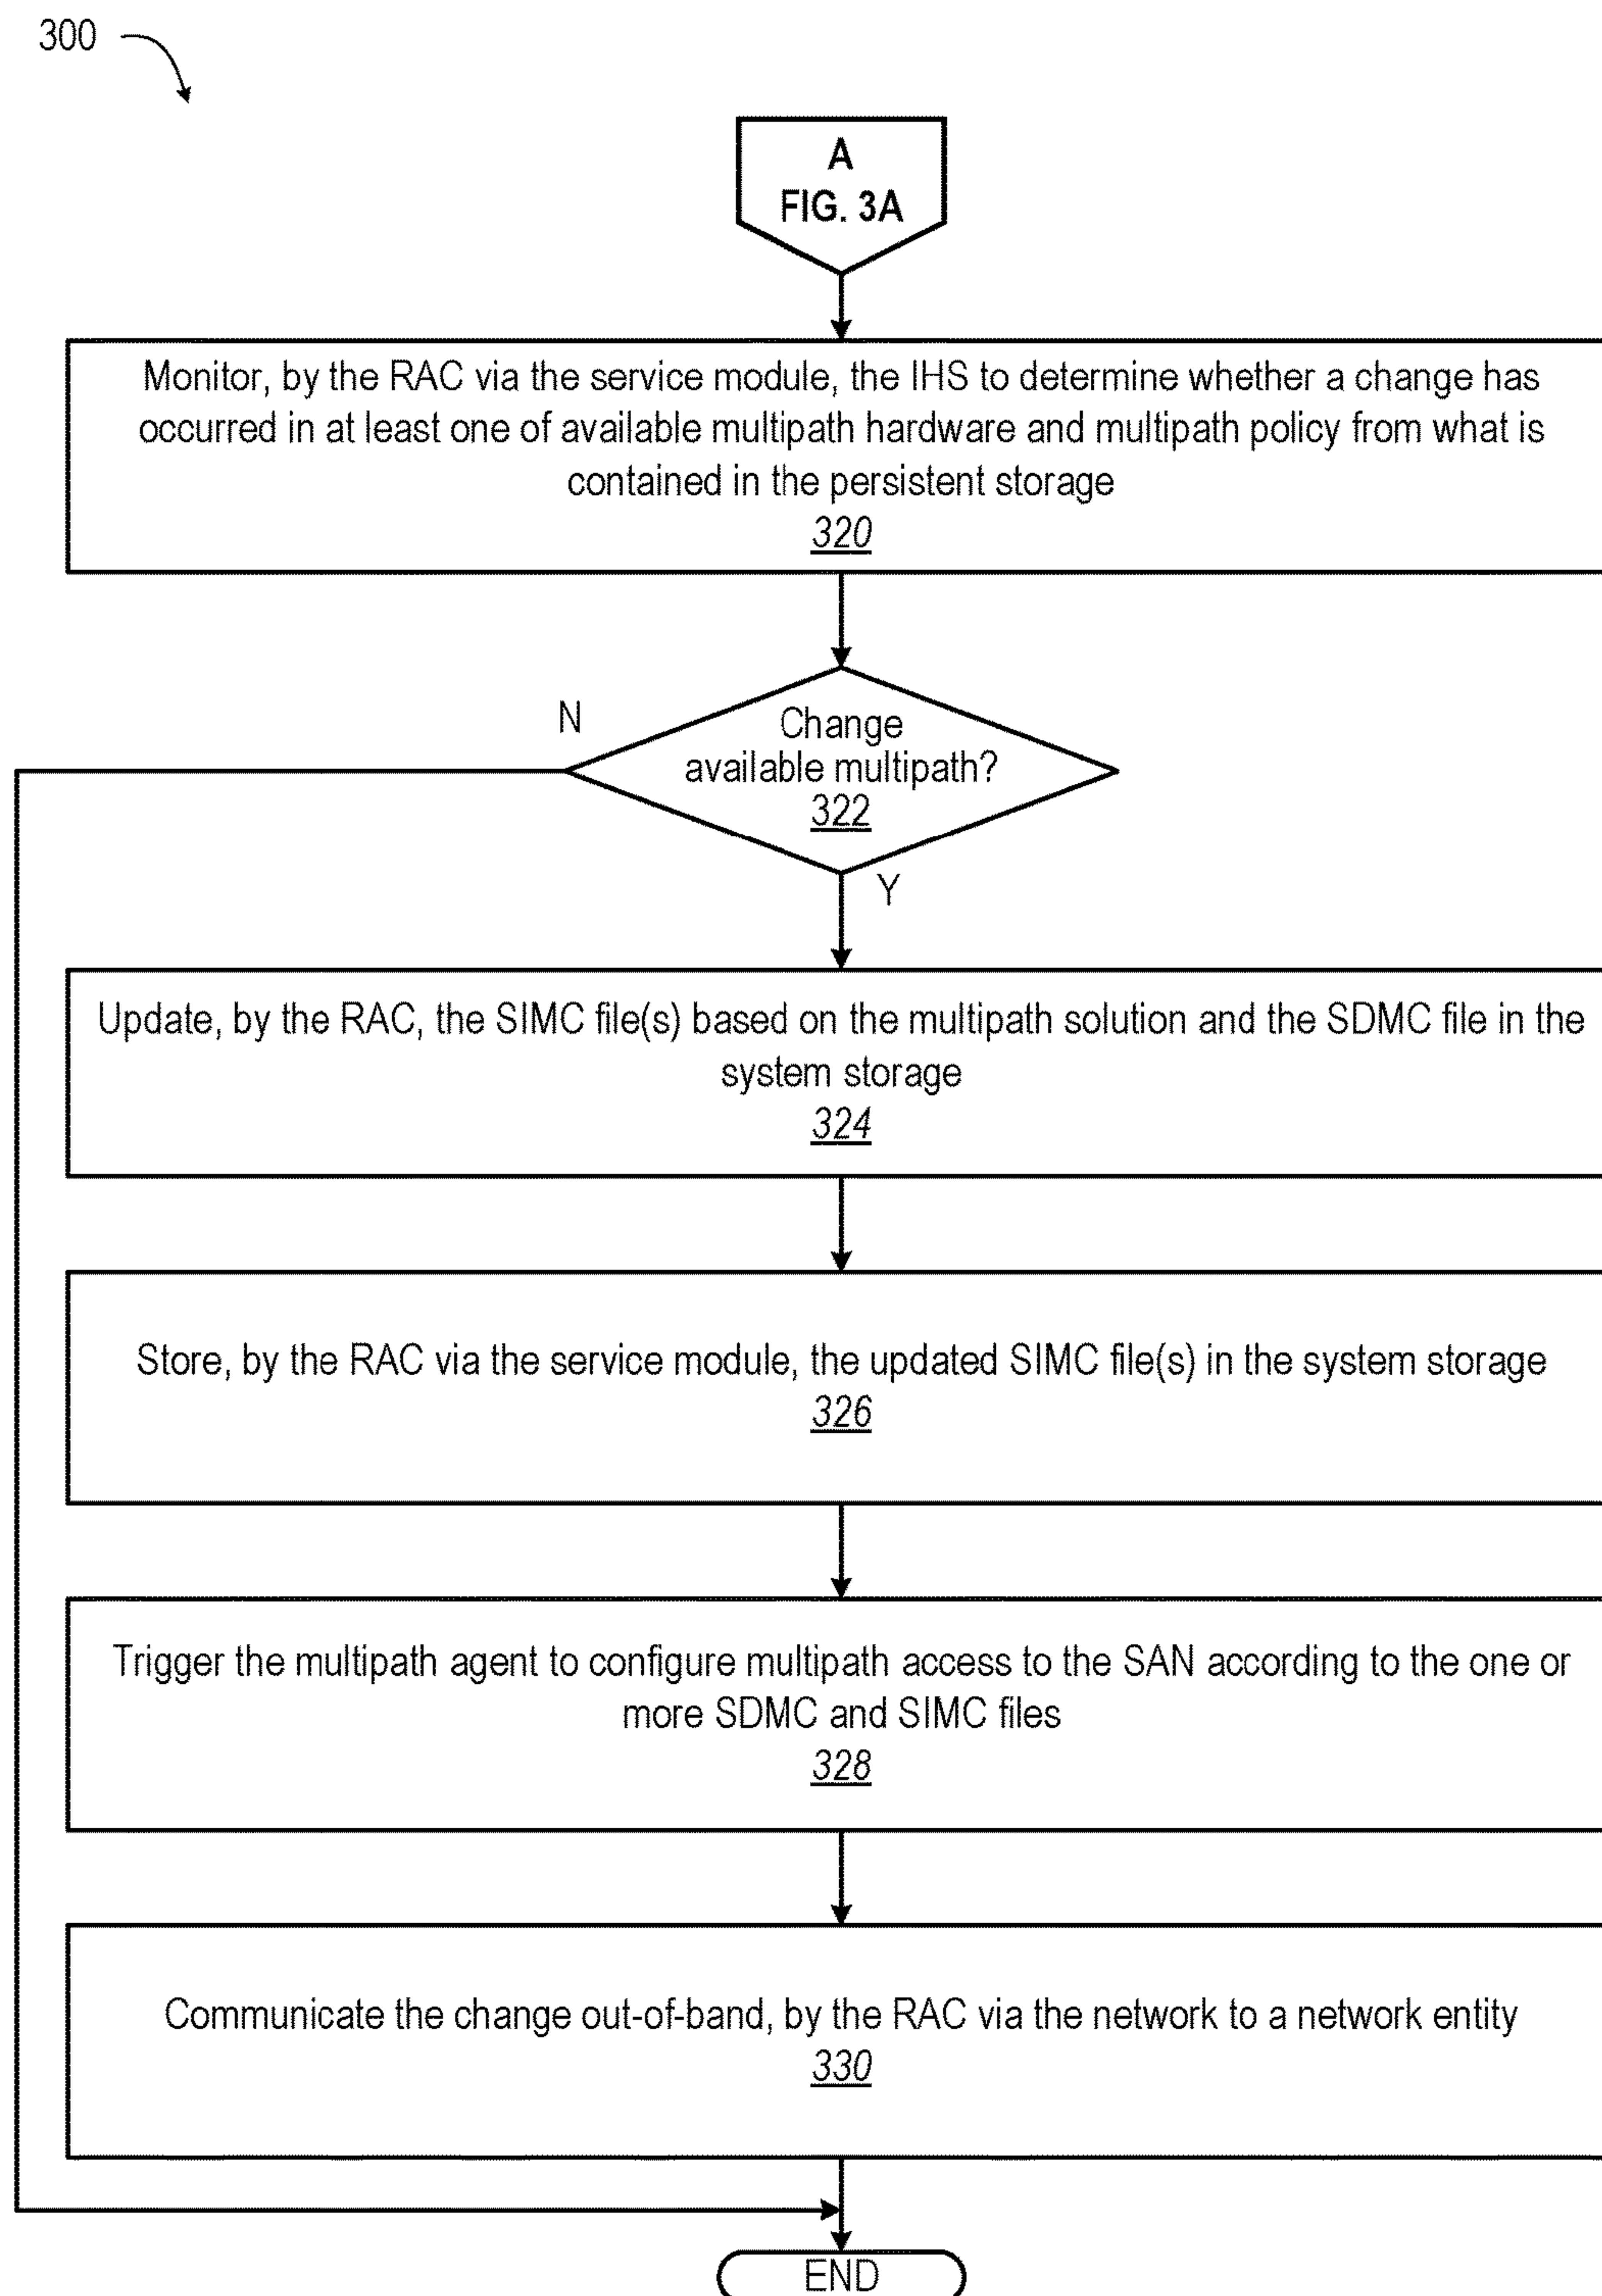 300
A
FIG. 3A
Monitor, by the RAC via the service module, the IHS to determine whether a change has
occurred in at least one of available multipath hardware and multipath policy from what is
contained in the persistent storage
320
Change
available multipath?
322
N
Y
Update, by the RAC, the SIMC file(s) based on the multipath solution and the SDMC file in the
system storage
324
Store, by the RAC via the service module, the updated SIMC file(s) in the system storage
326
Trigger the multipath agent to configure multipath access to the SAN according to the one or
more SDMC and SIMC files
328
Communicate the change out-of-band, by the RAC via the network to a network entity
330
END